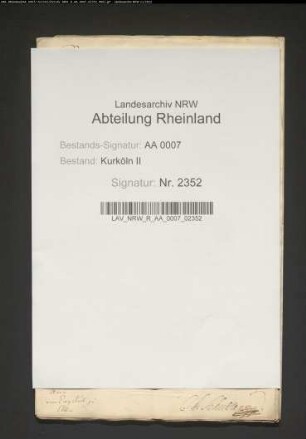 Landesarchiv NRW
Abteilung Rheinland
Bestands-Signatur: AA 0007
Bestand: Kurköln II
Signatur: Nr. 2352
LAV_NRW_R_AA_0007_02352